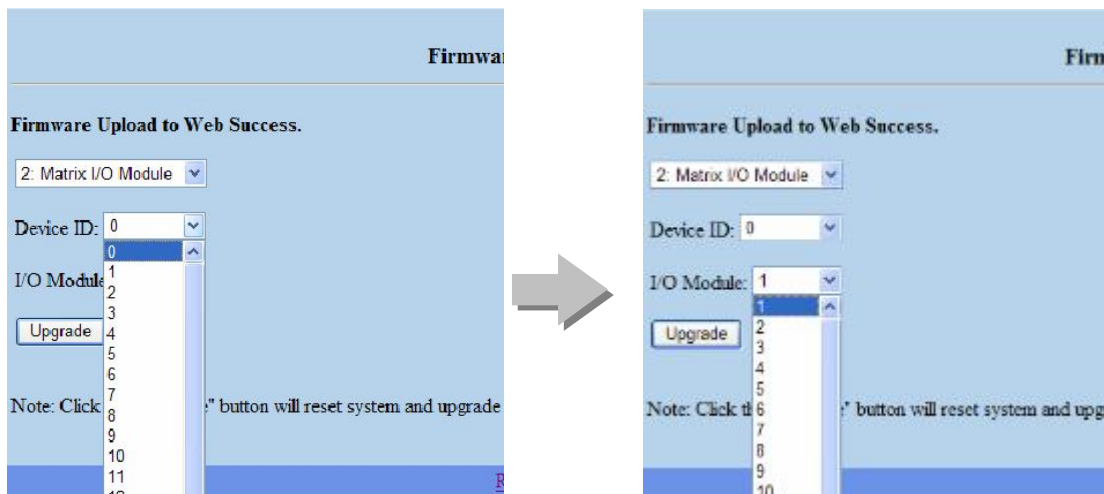 Firmwa
Firmware Upload to Web Success.
2: Matrix I/O Module
Device ID: 0
0
I/O Module
1
2
3
Upgrade
4
5
6
7
Note: Click
8
" button will reset system and upgrade
9
10
11
Firm
Firmware Upload to Web Success.
2: Matrix I/O Module
Device ID: 0
I/O Module: 1
1
Upgrade
2
3
4
5
Note: Click t
6
" button will reset system and upg
7
8
9
10